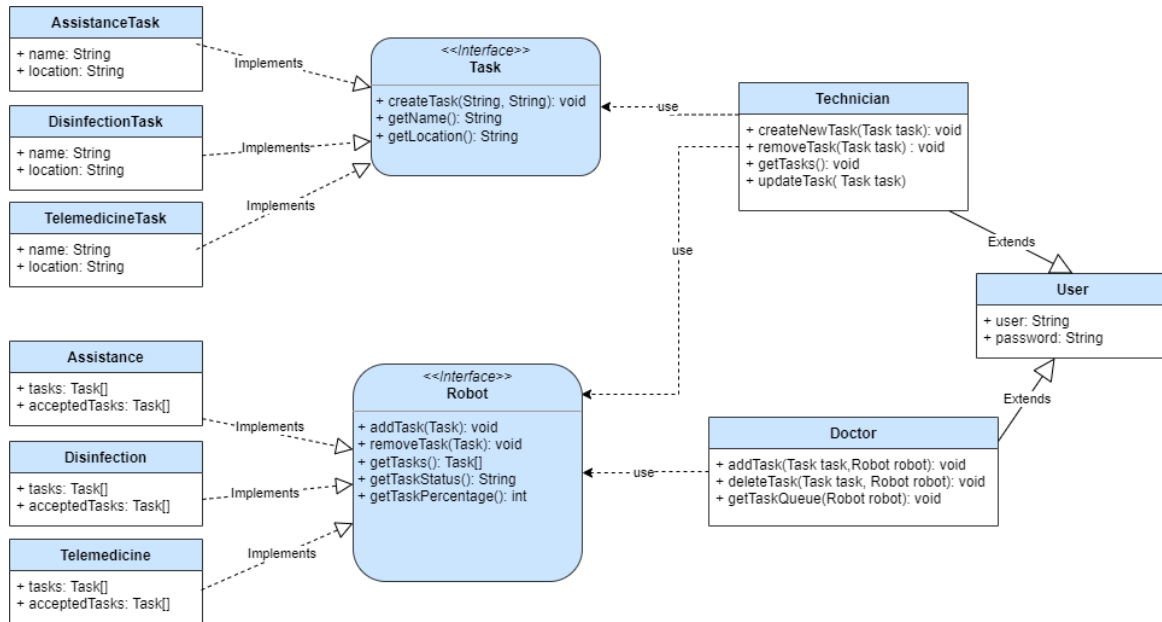 AssistanceTask
+ name: String
+ location: String
Implements
DisinfectionTask
+ name: String
+ location: String
Implements
TelemedicineTask
+ name: String
+ location: String
Implements
<<Interface>>
Task
+ createTask(String, String): void
+ getName(): String
+ getLocation(): String
use
Technician
+ createNewTask(Task task): void
+ removeTask(Task task) : void
+ getTasks(): void
+ updateTask( Task task)
use
Extends
User
+ user: String
+ password: String
Extends
Assistance
+ tasks: Task[]
+ acceptedTasks: Task[]
Implements
Disinfection
+ tasks: Task[]
+ acceptedTasks: Task[]
Implements
Telemedicine
+ tasks: Task[]
+ acceptedTasks: Task[]
Implements
<<Interface>>
Robot
+ addTask(Task): void
+ removeTask(Task): void
+ getTasks(): Task[]
+ getTaskStatus(): String
+ getTaskPercentage(): int
use
Doctor
+ addTask(Task task,Robot robot): void
+ deleteTask(Task task, Robot robot): void
+ getTaskQueue(Robot robot): void